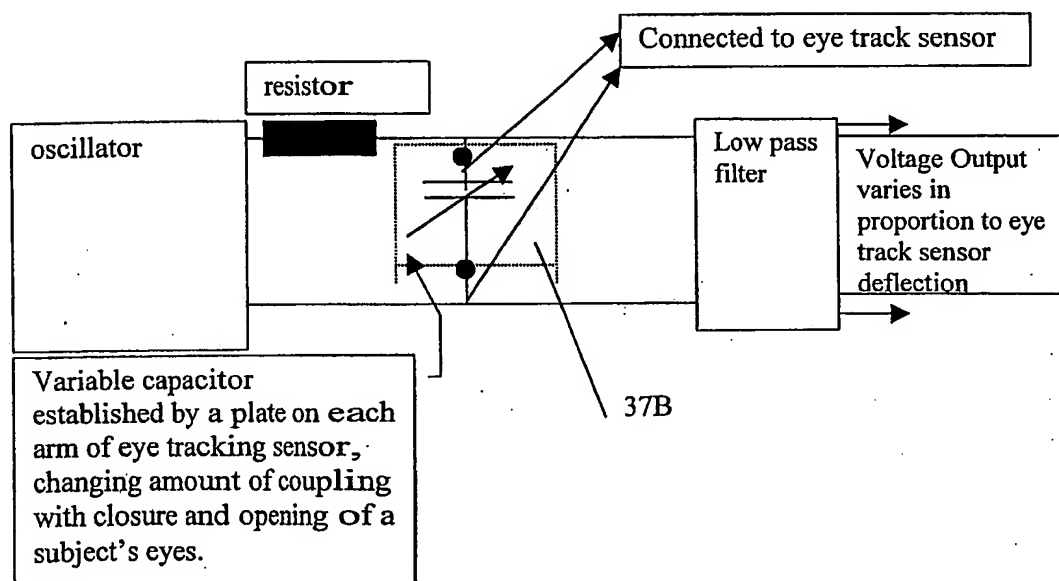 Connected to eye track sensor
resistor
oscillator
Low pass
filter
Voltage Output
varies in
proportion to eye
track sensor
deflection
37B
Variable capacitor
established by a plate on each
arm of eye tracking sensor,
changing amount of coupling
with closure and opening of a
subject's eyes.